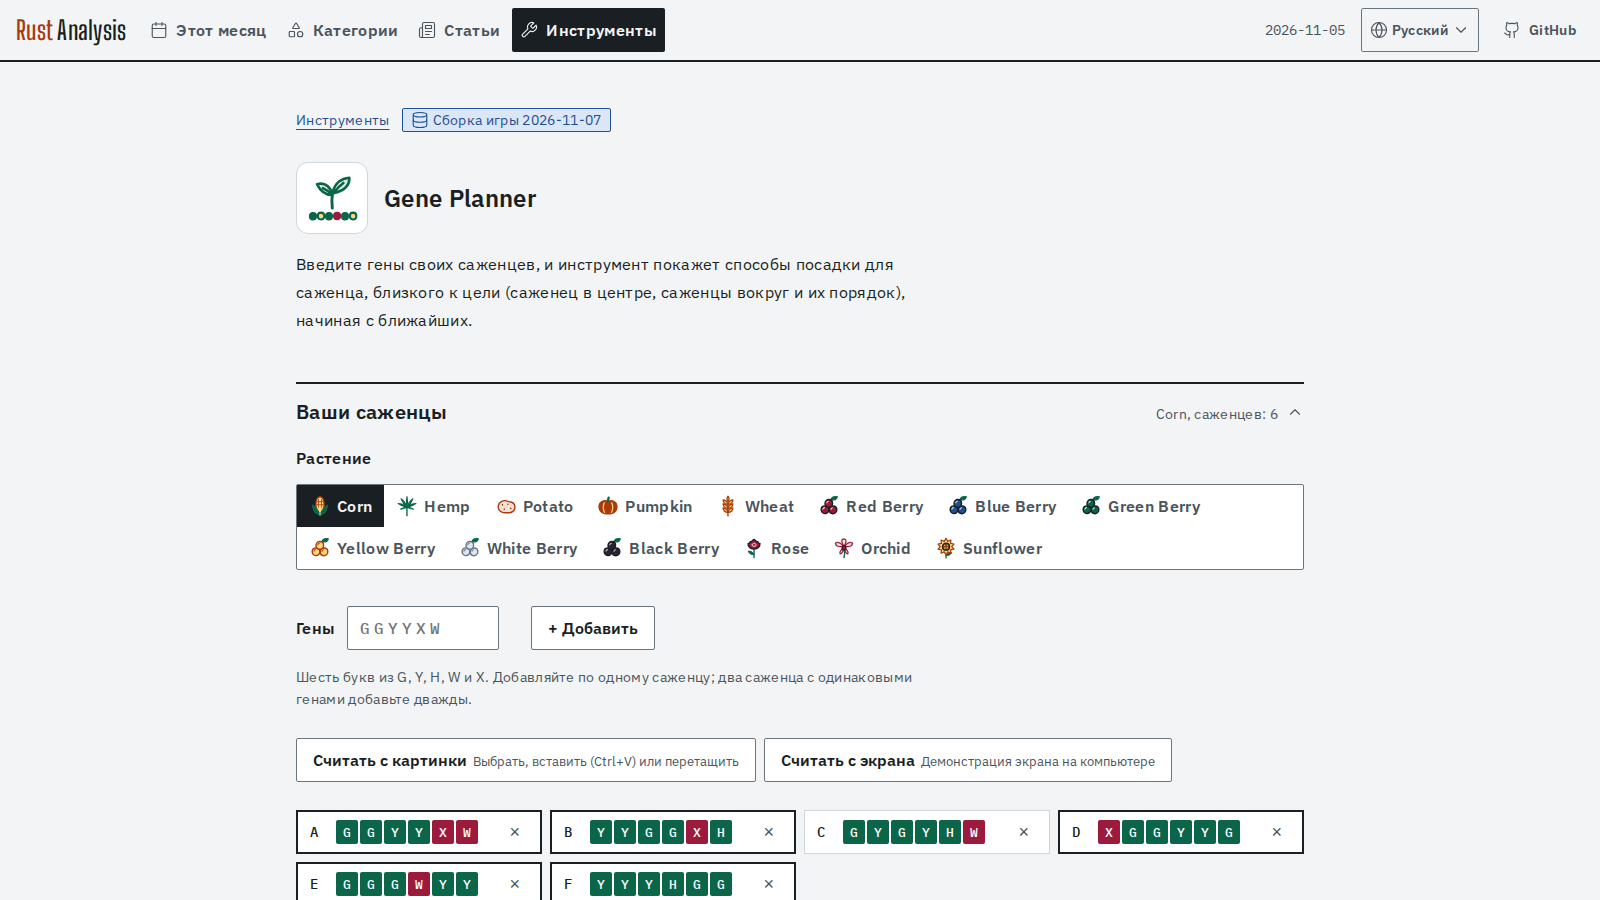 Rust Analysis Этот месяц Категории Статьи Инструменты 2026-11-05 Русский GitHub
Инструменты Сборка игры 2026-11-07
Gene Planner
Введите гены своих саженцев, и инструмент покажет способы посадки для
саженца, близкого к цели (саженец в центре, саженцы вокруг и их порядок),
начиная с ближайших.
Ваши саженцы Corn, саженцев: 6
Растение
Corn Hemp Potato Pumpkin Wheat Red Berry Blue Berry Green Berry
Yellow Berry White Berry Black Berry Rose Orchid Sunflower
Гены GGYYXW + Добавить
Шесть букв из G, Y, H, W и X. Добавляйте по одному саженцу; два саженца с одинаковыми
генами добавьте дважды.
Считать с картинки Выбрать, вставить (Ctrl+V) или перетащить Считать с экрана Демонстрация экрана на компьютере
A G G Y Y X W × B Y Y G G X H × C G Y G Y H W × D X G G Y Y G ×
E G G G W Y Y × F Y Y Y H G G ×